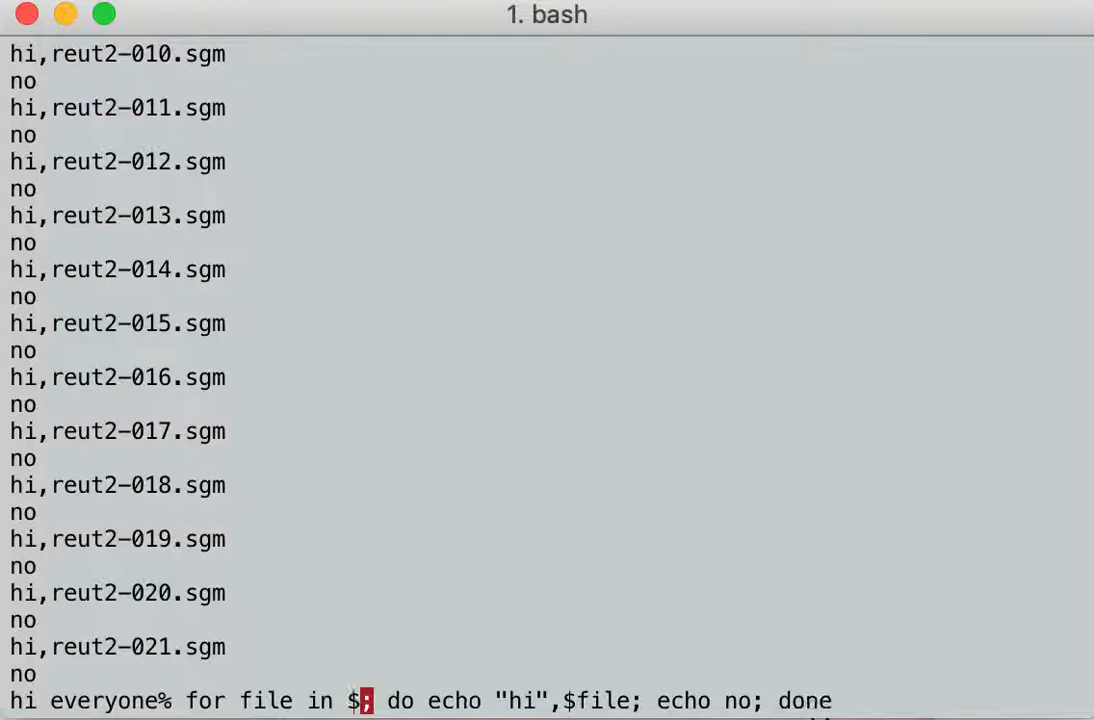 1. bash
hi,reut2-010.sgm
no
hi,reut2-011.sgm
no
hi,reut2-012.sgm
no
hi,reut2-013.sgm
no
hi,reut2-014.sgm
no
hi,reut2-015.sgm
no
hi,reut2-016.sgm
no
hi,reut2-017.sgm
no
hi,reut2-018.sgm
no
hi,reut2-019.sgm
no
hi,reut2-020.sgm
no
hi,reut2-021.sgm
no
hi everyone% for file in $; do echo "hi",$file; echo no; done